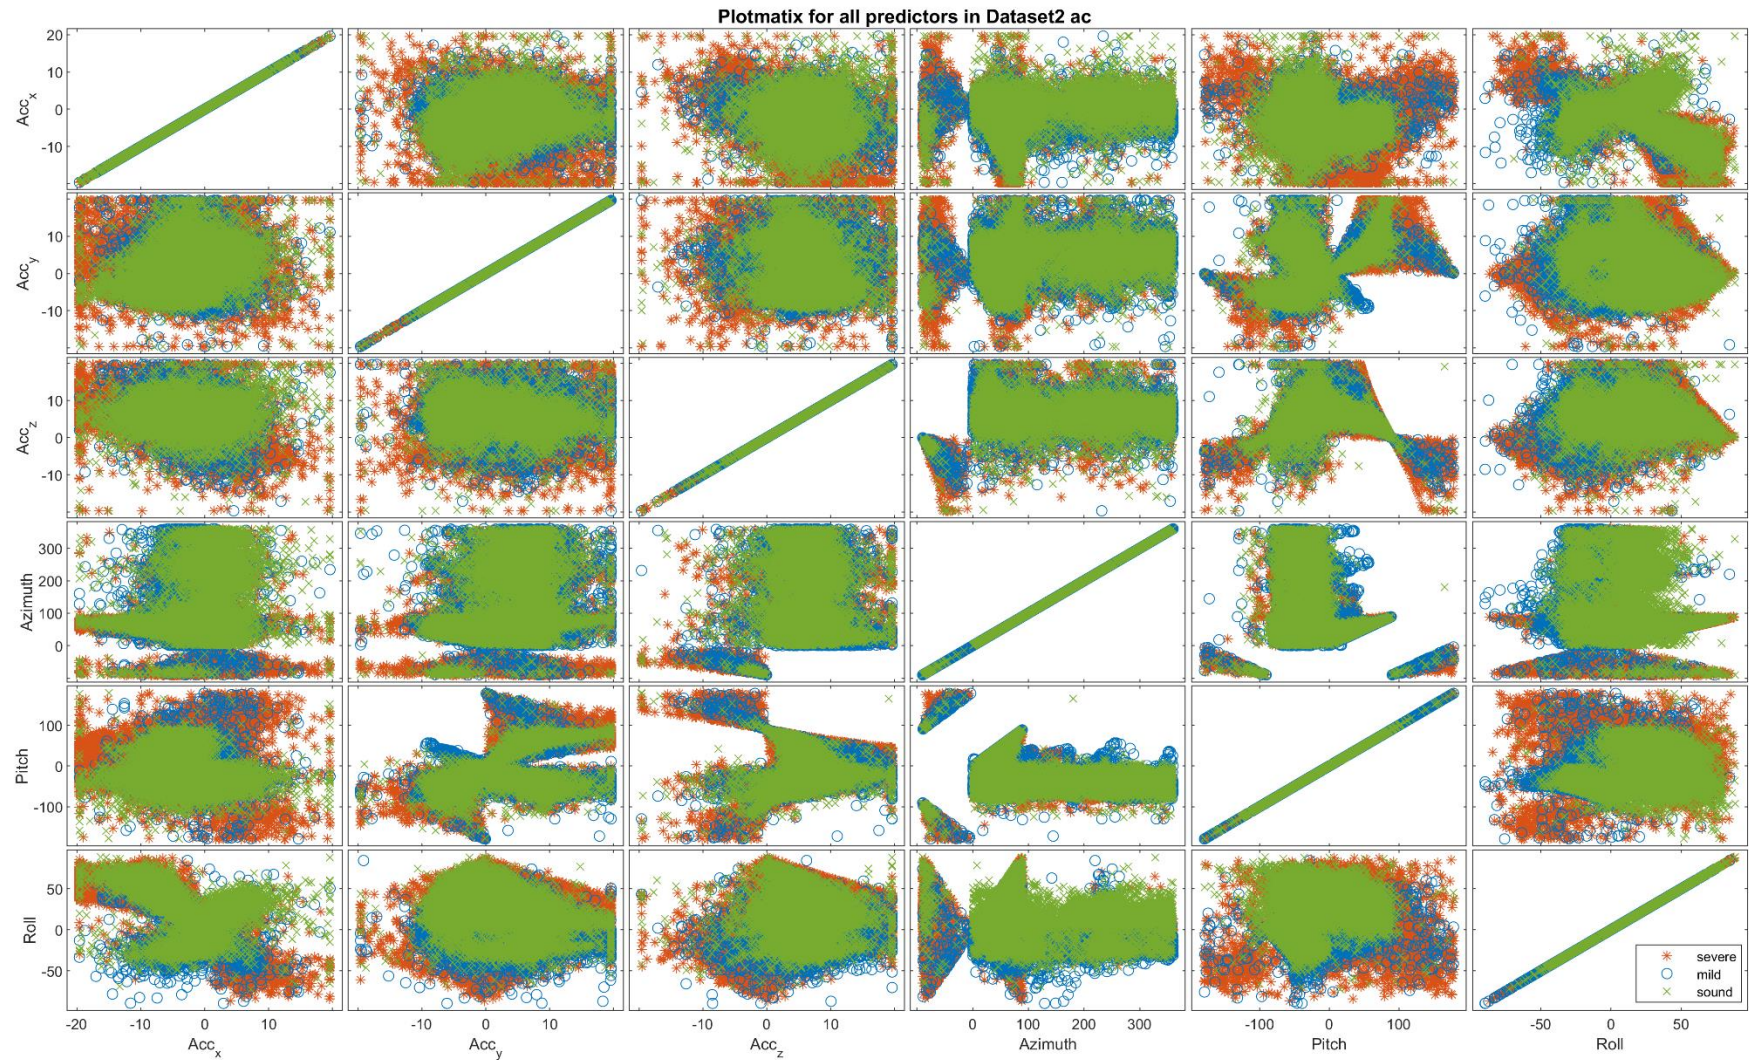 Plotmatix for all predictors in Dataset2 ac
20
10
0
-10
Acc_x
10
0
-10
Acc_y
10
0
-10
Acc_z
300
200
100
0
Azimuth
100
0
-100
Pitch
50
0
-50
Roll
severe
mild
sound
-20 -10 0 10
-10 0 10
-10 0 10
0 100 200 300
-100 0 100
-50 0 50
Acc_x Acc_y Acc_z Azimuth Pitch Roll